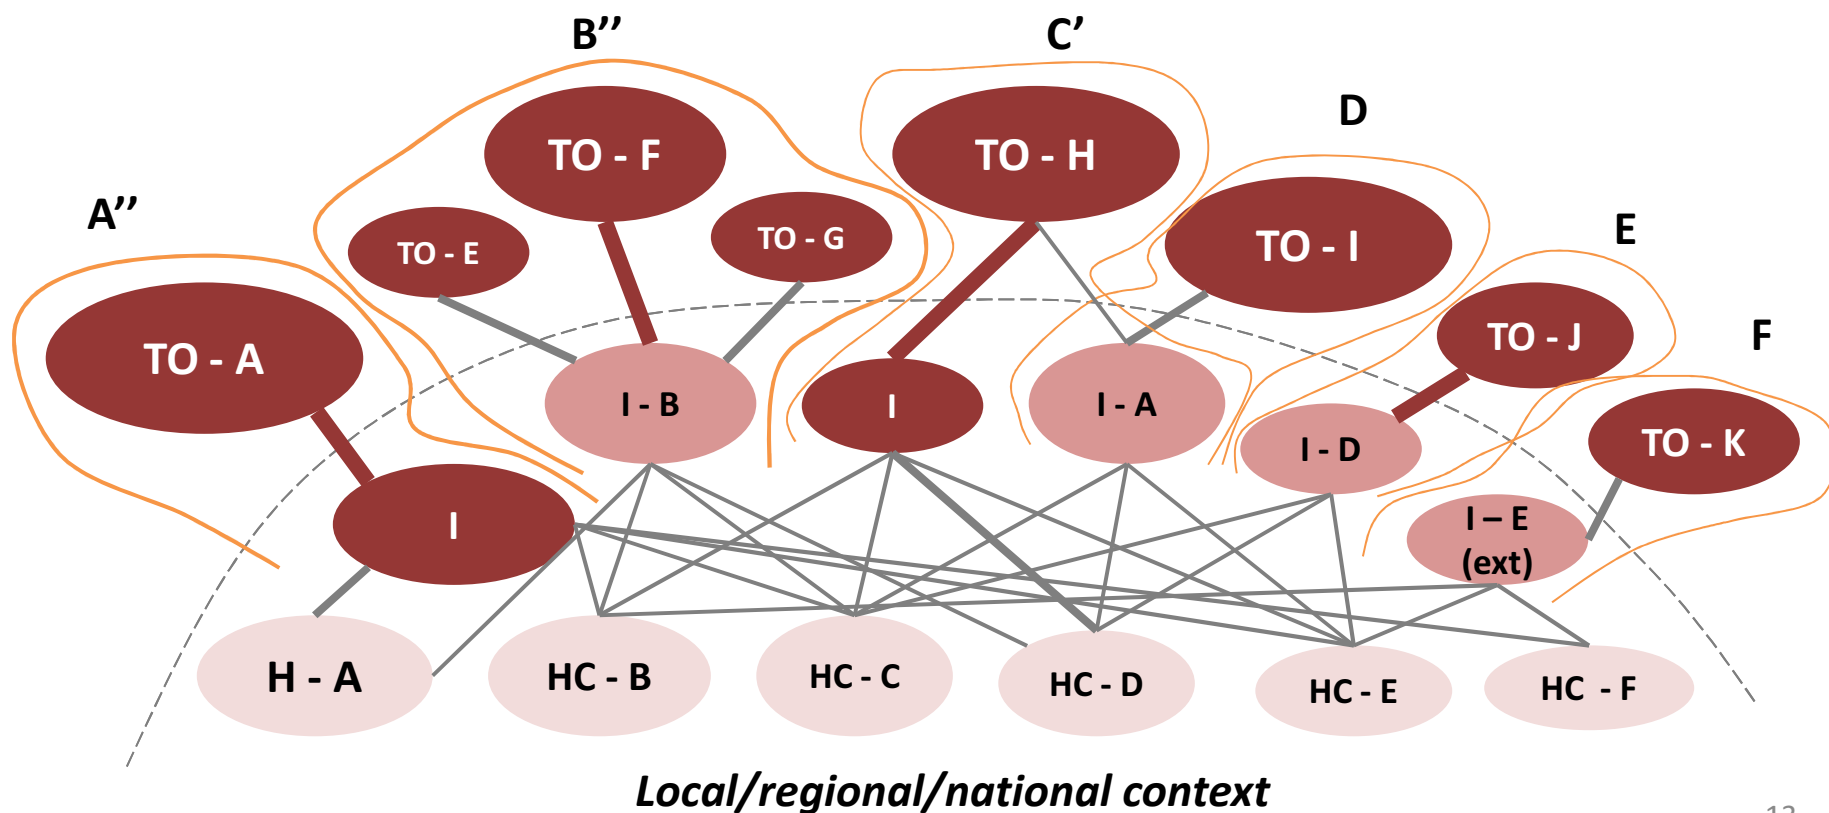 B’’
C’
D
A’’
E
F
TO - F
TO - H
TO - E
TO - G
TO - I
TO - A
TO - J
TO - K
I - B
I
I - A
I - D
I
I – E
(ext)
H - A
HC - B
HC - C
HC - D
HC - E
HC - F
Local/regional/national context